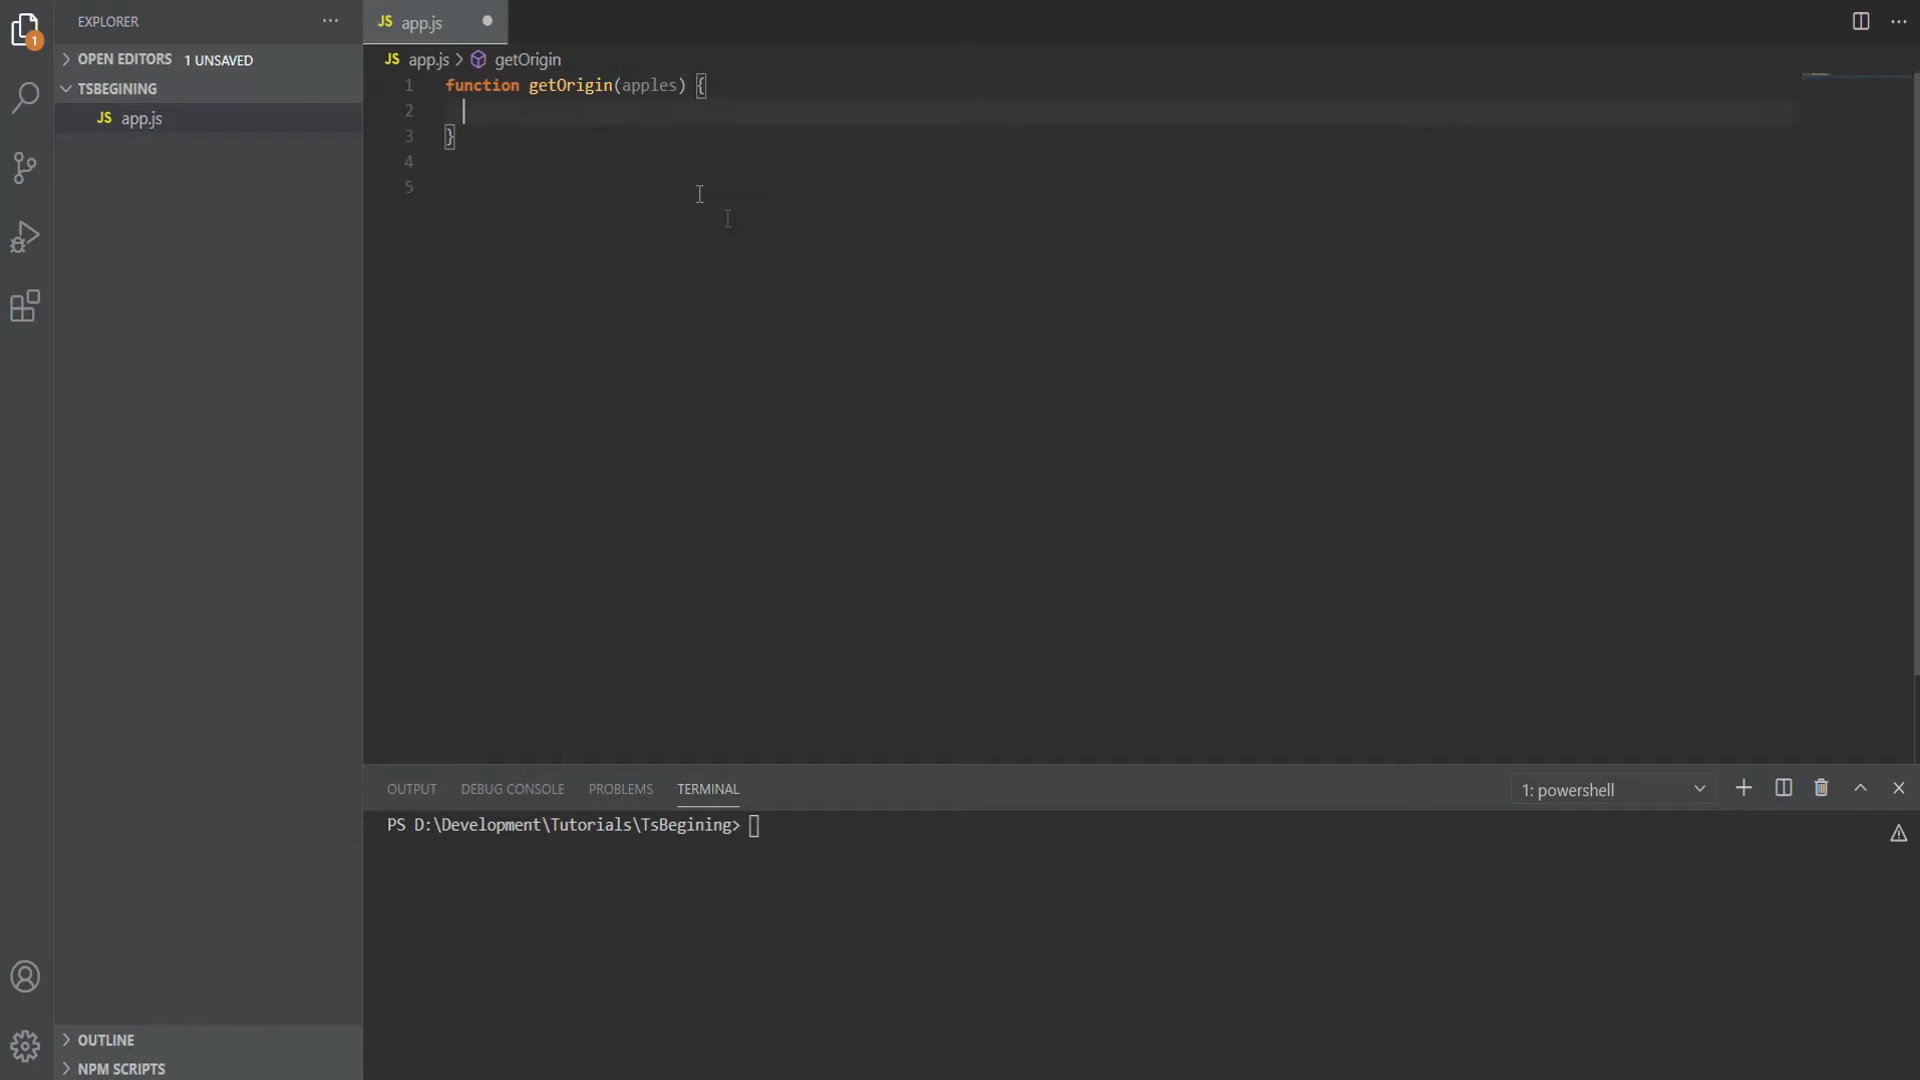 EXPLORER ···
1
OPEN EDITORS 1 UNSAVED
TSBEGINING
JS app.js
OUTLINE
NPM SCRIPTS
JS app.js
JS app.js > getOrigin
1 function getOrigin(apples) {
2
3 }
4
5
OUTPUT DEBUG CONSOLE PROBLEMS TERMINAL 1: powershell
PS D:\Development\Tutorials\TsBegining>